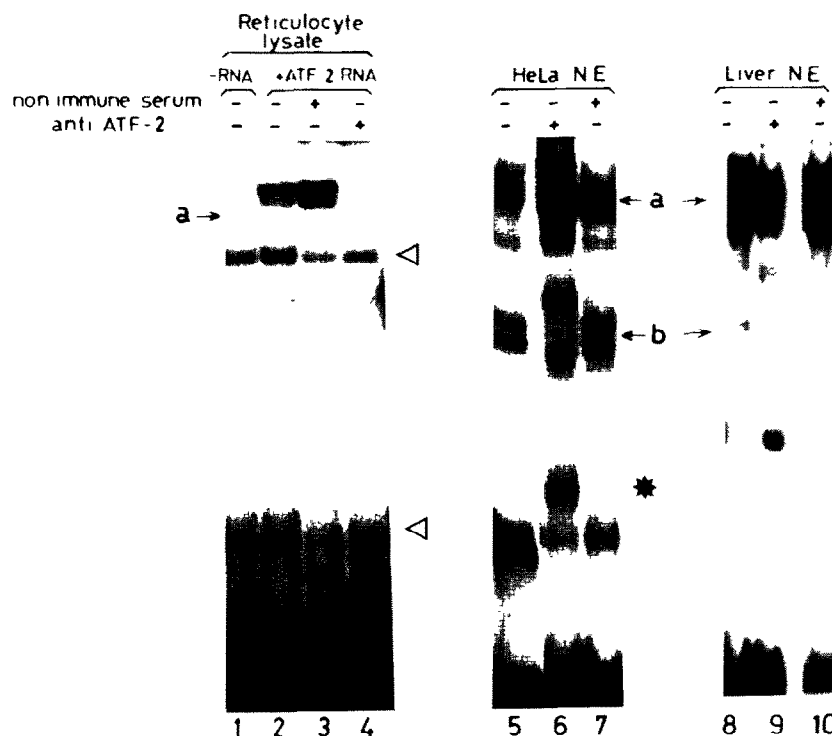 Reticulocyte
lysate
-RNA +ATF 2 RNA HeLa NE Liver NE
non immune serum - - + - - - + - - +
anti ATF-2 - - - + - + - - + -
a → ← a →
← b →
1 2 3 4 5 6 7 8 9 10